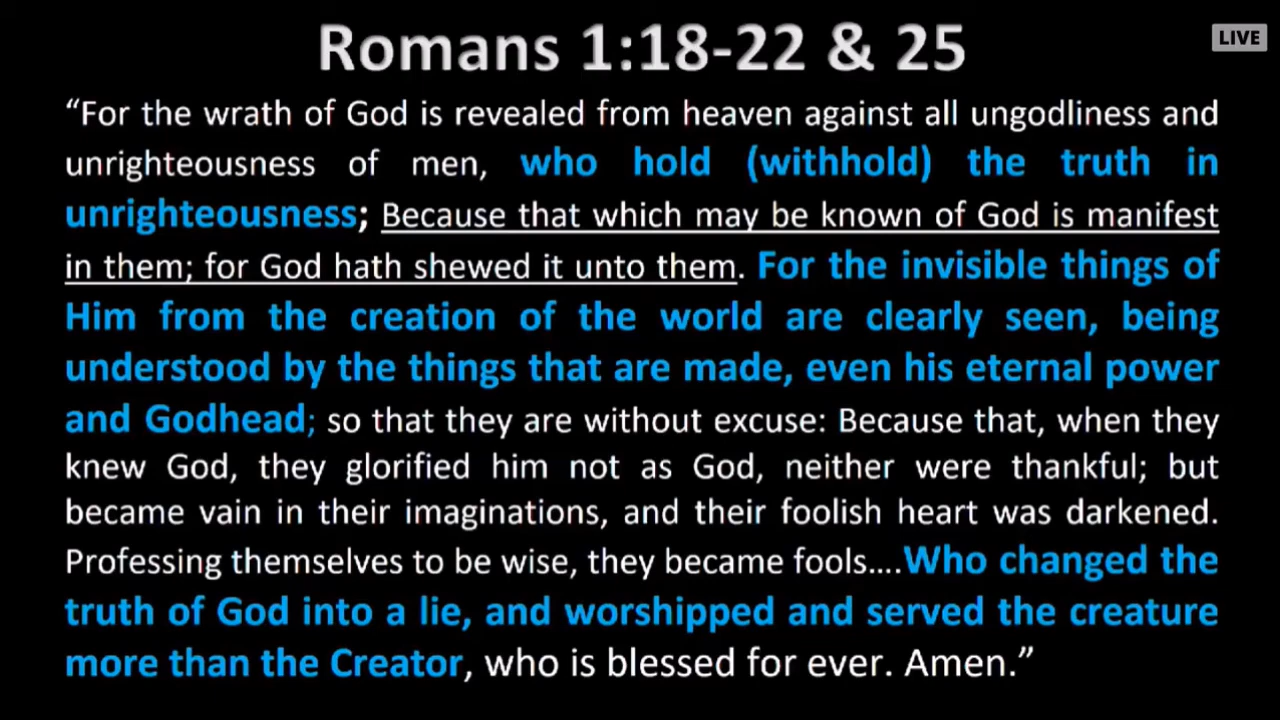 Romans 1:18-22 & 25
LIVE
“For the wrath of God is revealed from heaven against all ungodliness and
unrighteousness of men, who hold (withhold) the truth in
unrighteousness; Because that which may be known of God is manifest
in them; for God hath shewed it unto them. For the invisible things of
Him from the creation of the world are clearly seen, being
understood by the things that are made, even his eternal power
and Godhead; so that they are without excuse: Because that, when they
knew God, they glorified him not as God, neither were thankful; but
became vain in their imaginations, and their foolish heart was darkened.
Professing themselves to be wise, they became fools....Who changed the
truth of God into a lie, and worshipped and served the creature
more than the Creator, who is blessed for ever. Amen.”